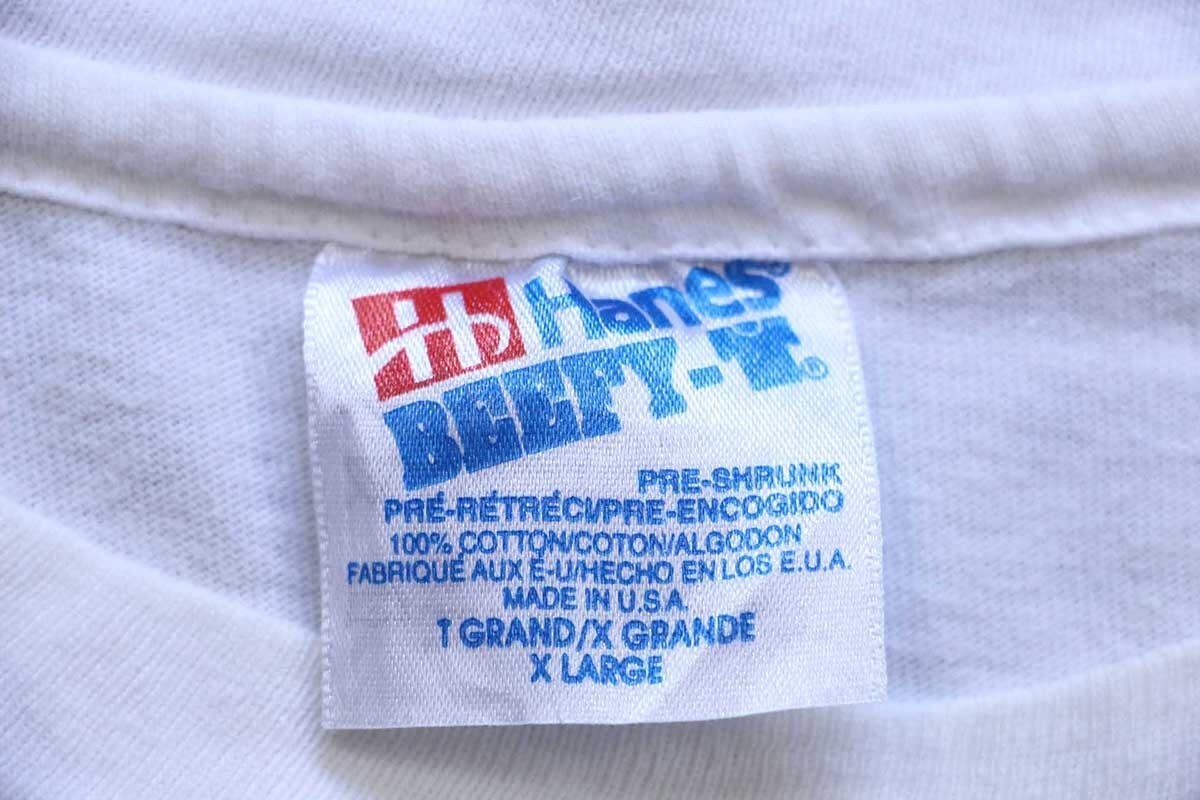 Hb Hanes®
BEEFY-T®
PRE-SHRUNK
PRÉ-RÉTRÉCI/PRE-ENCOGIDO
100% COTTON/COTON/ALGODON
FABRIQUÉ AUX É-U/HECHO EN LOS E.U.A.
MADE IN U.S.A.
T GRAND/X GRANDE
X LARGE